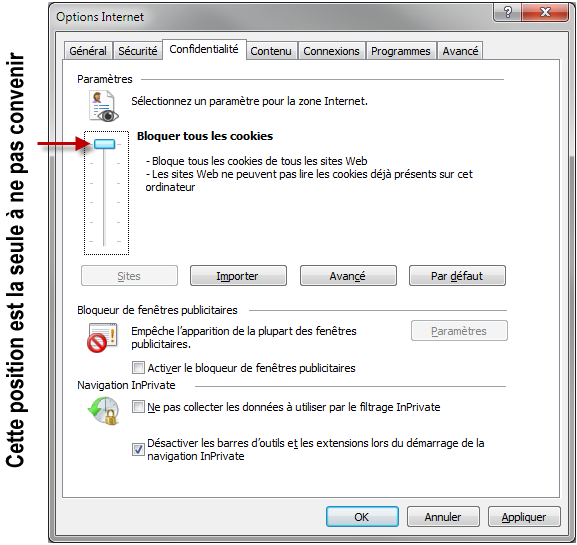 Cette position est la seule à ne pas convenir
Options Internet
Général Sécurité Confidentialité Contenu Connexions Programmes Avancé
Paramètres
Sélectionnez un paramètre pour la zone Internet.
Bloquer tous les cookies
- Bloque tous les cookies de tous les sites Web
- Les sites Web ne peuvent pas lire les cookies déjà présents sur cet
ordinateur
Sites Importer Avancé Par défaut
Bloqueur de fenêtres publicitaires
Empêche l'apparition de la plupart des fenêtres
publicitaires.
Paramètres
Activer le bloqueur de fenêtres publicitaires
Navigation InPrivate
Ne pas collecter les données à utiliser par le filtrage InPrivate
Désactiver les barres d'outils et les extensions lors du démarrage de la
navigation InPrivate
OK Annuler Appliquer